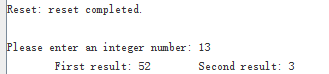 Reset: reset completed.
Please enter an integer number: 13
First result: 52 Second result: 3